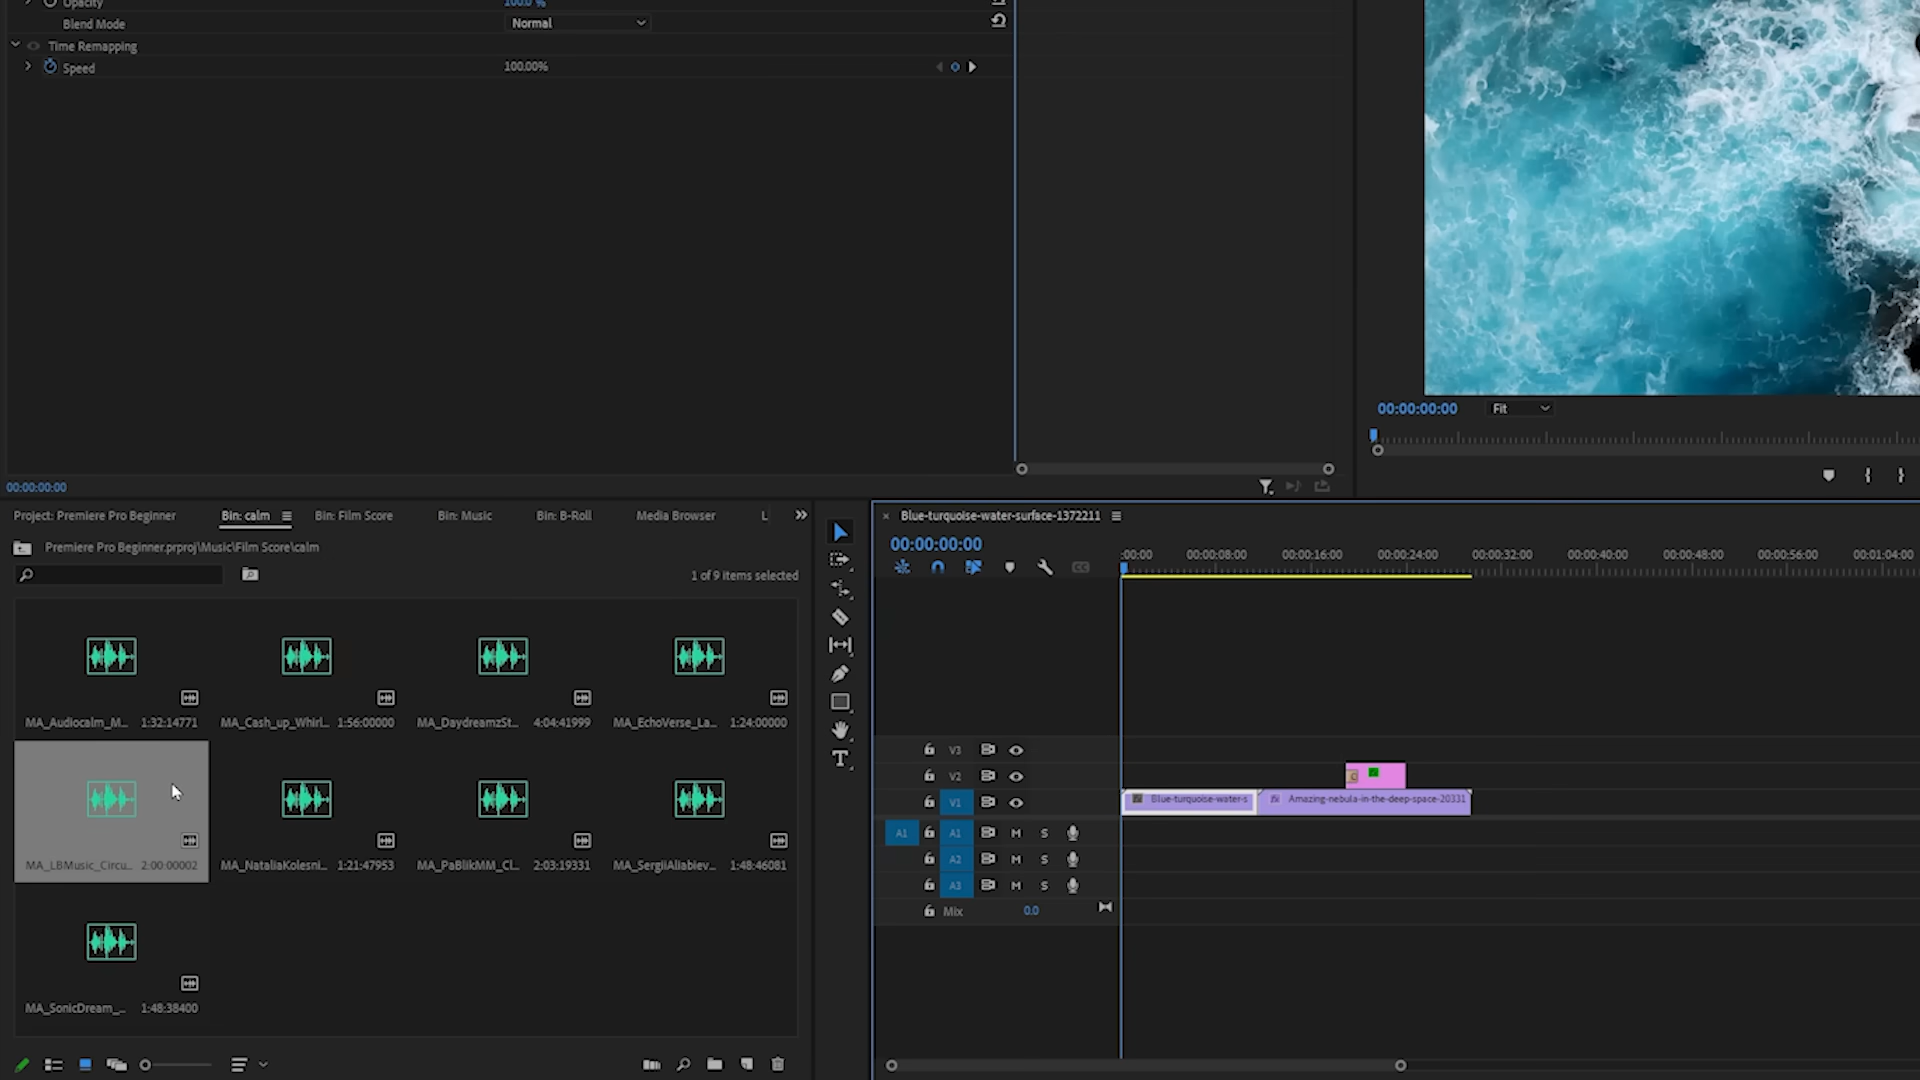 Opacity 100.0 %
Blend Mode Normal
Time Remapping
Speed 100.00%
00:00:00:00 Fit
00:00:00:00
Project: Premiere Pro Beginner Bin: calm Bin: Film Score Bin: Music Bin: B-Roll Media Browser L
Premiere Pro Beginner.prproj\Music\Film Score\calm
1 of 9 items selected
MA_Audiocalm_M... 1:32:14771 MA_Cash_up_Whirl... 1:56:00000 MA_DaydreamzSt... 4:04:41999 MA_EchoVerse_La... 1:24:00000
MA_LBMusic_Circu... 2:00:00002 MA_NataliaKolesni... 1:21:47953 MA_PaBlikMM_Cl... 2:03:19331 MA_SergiiAliabiev... 1:48:46081
MA_SonicDream_... 1:48:38400
T
Blue-turquoise-water-surface-1372211
00:00:00:00
:00:00 00:00:08:00 00:00:16:00 00:00:24:00 00:00:32:00 00:00:40:00 00:00:48:00 00:00:56:00 00:01:04:00
CC
V3
V2
V1 Blue-turquoise-water-s fx Amazing-nebula-in-the-deep-space-20331
A1 A1 M S
A2 M S
A3 M S
Mix 0.0